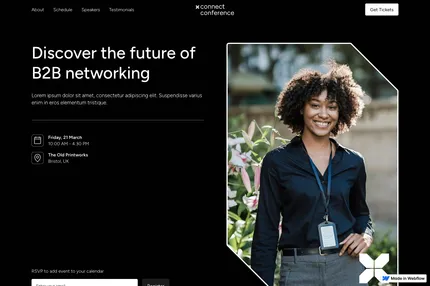 About Schedule Speakers Testimonials
connect
conference
Get Tickets
Discover the future of
B2B networking
Lorem ipsum dolor sit amet, consectetur adipiscing elit. Suspendisse varius
enim in eros elementum tristique.
Friday, 21 March
10:00 AM - 4:30 PM
The Old Printworks
Bristol, UK
RSVP to add event to your calendar
Made in Webflow